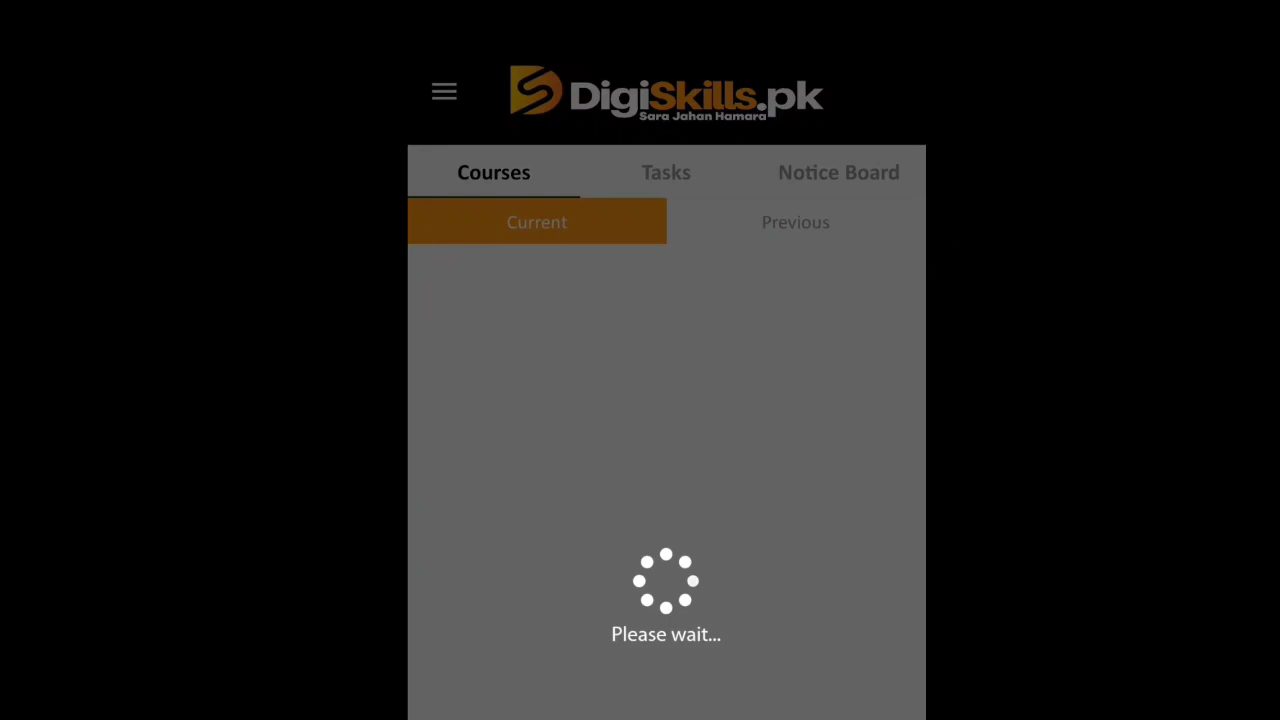 DigiSkills.pk
Sara Jahan Hamara
Courses Tasks Notice Board
Current Previous
Please wait...